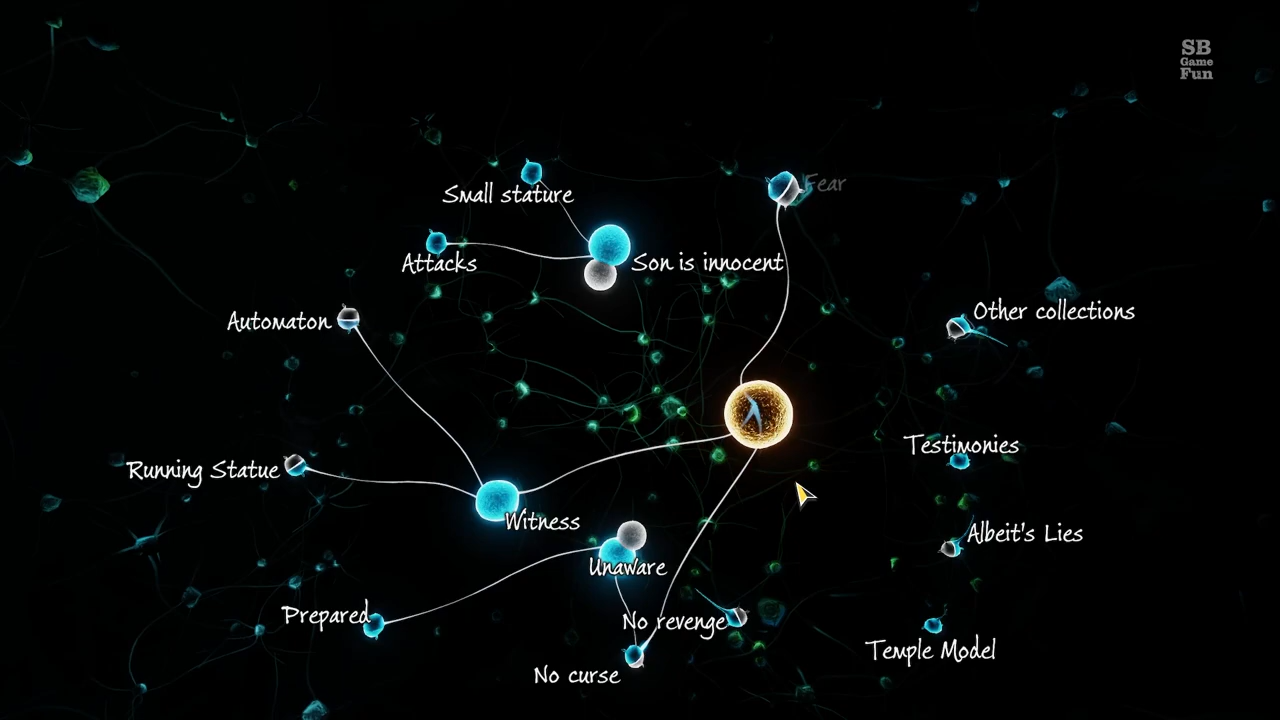 SB
Game
Fun
Fear
Small stature
Attacks
Son is innocent
Other collections
Automaton
Testimonies
Running Statue
Witness
Albeit's Lies
Unaware
Prepared
No revenge
Temple Model
No curse